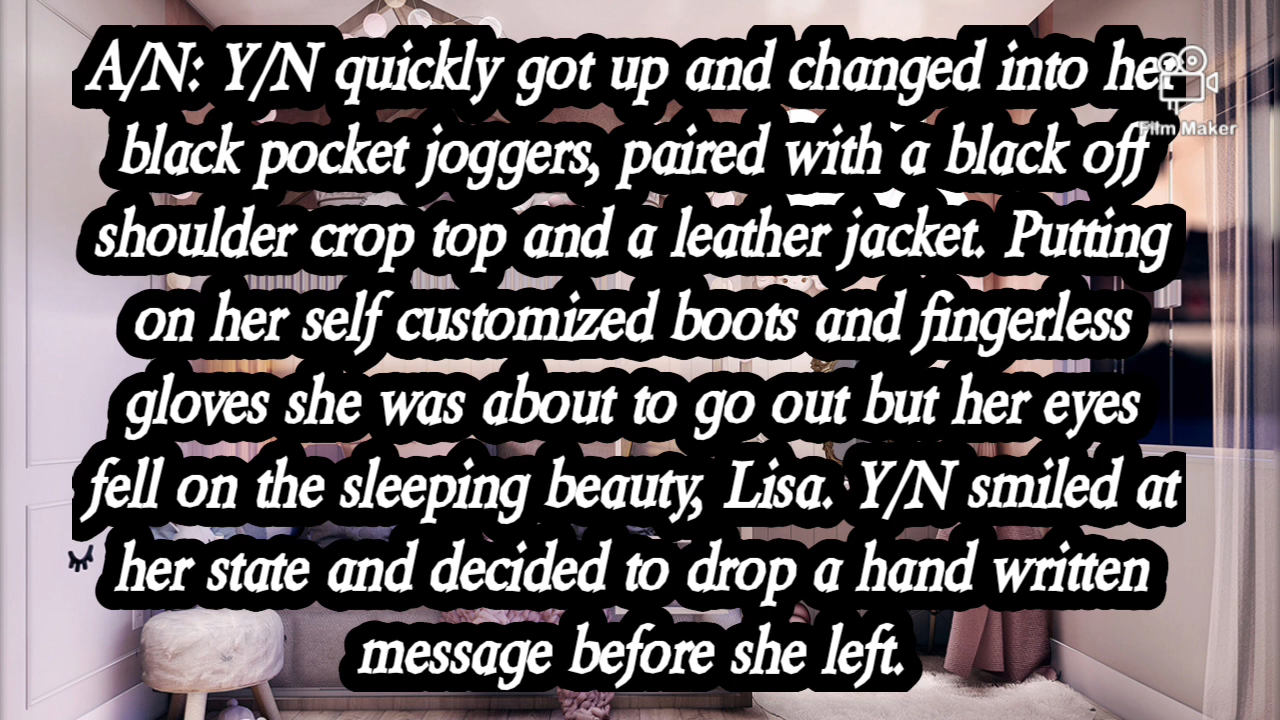 A/N: Y/N quickly got up and changed into her
black pocket joggers, paired with a black off
shoulder crop top and a leather jacket. Putting
on her self customized boots and fingerless
gloves she was about to go out but her eyes
fell on the sleeping beauty, Lisa. Y/N smiled at
her state and decided to drop a hand written
message before she left.
Film Maker